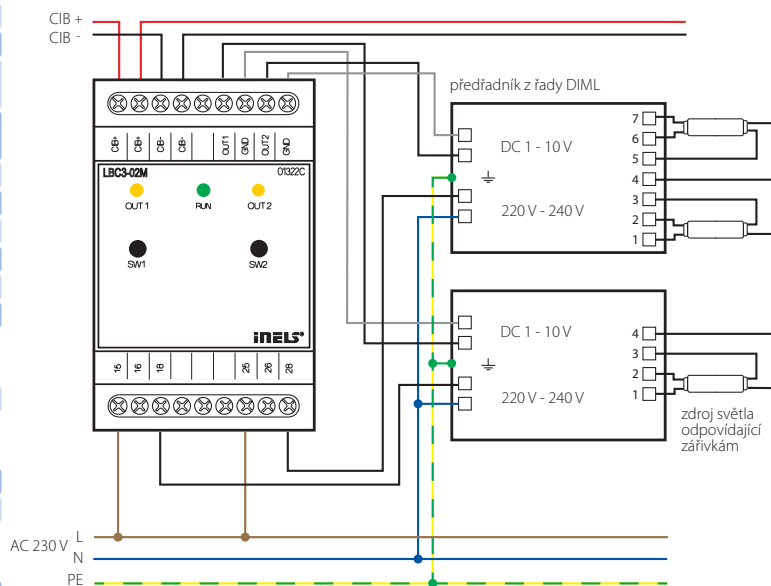 CIB +
CIB -
předřadník z řady DIML
CIB+
CIB+
CIB-
CIB-
OUT1
GND
OUT2
GND
LBC3-02M
01322C
OUT 1
RUN
OUT 2
SW1
SW2
iNELS®
15
16
18
25
26
28
DC 1 - 10 V
220 V - 240 V
7
6
5
4
3
2
1
DC 1 - 10 V
220 V - 240 V
4
3
2
1
zdroj světla
odpovídající
zářivkám
AC 230 V
L
N
PE